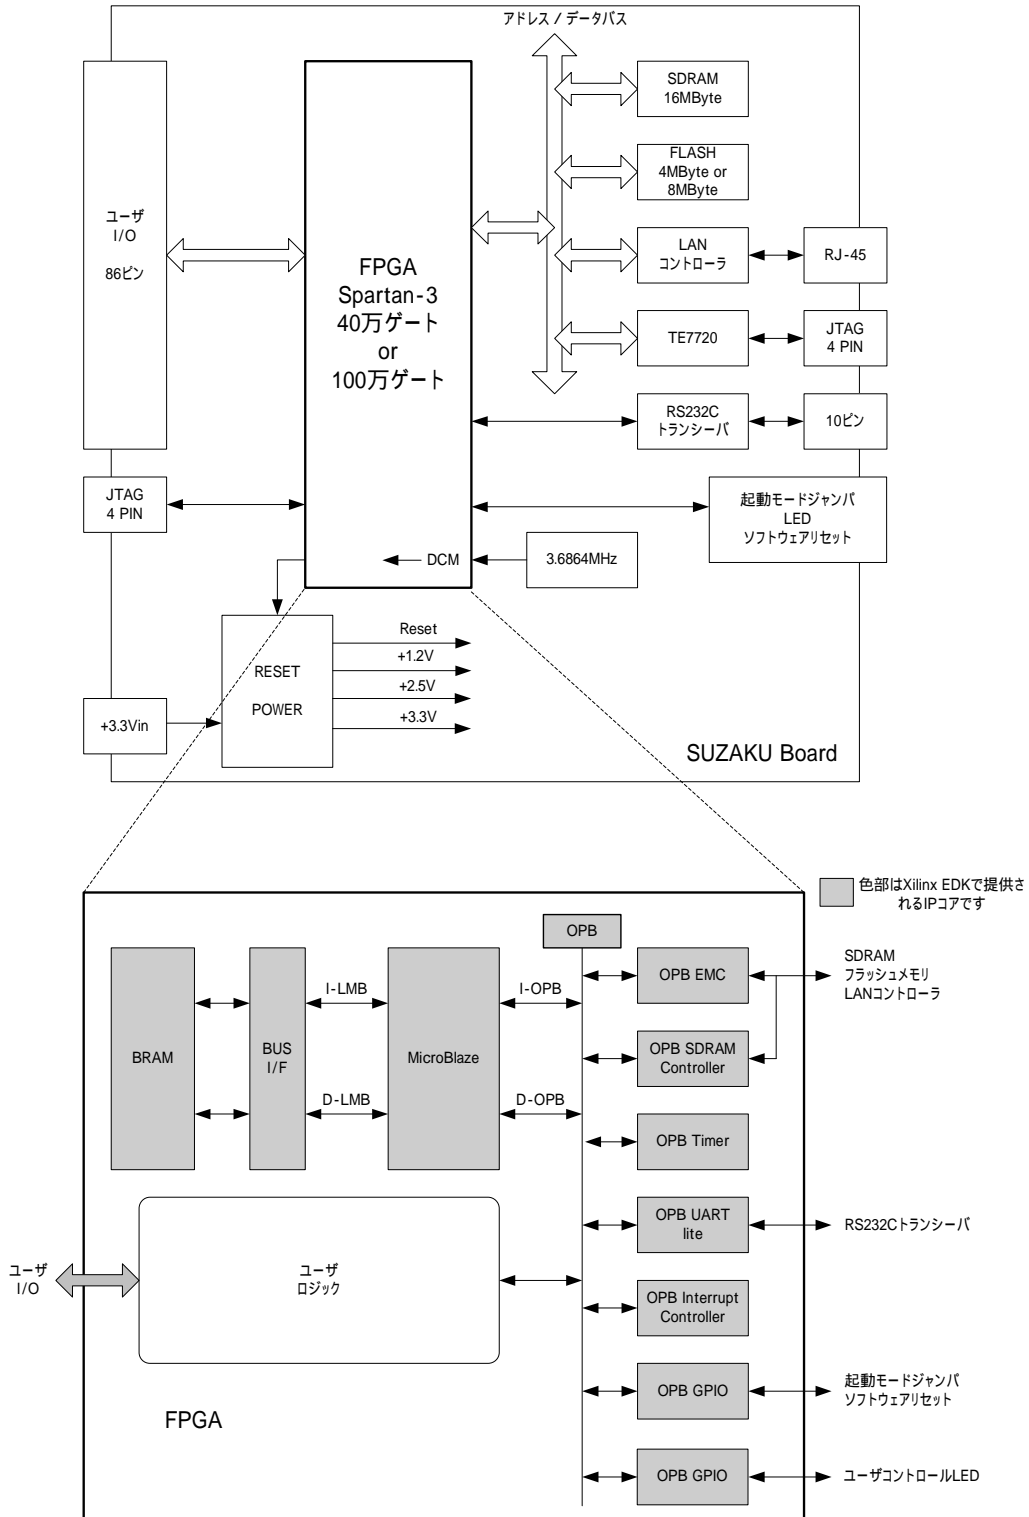 アドレス / データバス
SDRAM
16MByte
FLASH
4MByte or
8MByte
ユーザ
I/O
86ピン
FPGA
Spartan-3
40万ゲート
or
100万ゲート
LAN
コントローラ
RJ-45
TE7720
JTAG
4 PIN
RS232C
トランシーバ
10ピン
JTAG
4 PIN
起動モードジャンパ
LED
ソフトウェアリセット
DCM
3.6864MHz
RESET
POWER
Reset
+1.2V
+2.5V
+3.3V
+3.3Vin
SUZAKU Board
色部はXilinx EDKで提供さ
れるIPコアです
OPB
BRAM
BUS
I/F
I-LMB
D-LMB
MicroBlaze
I-OPB
D-OPB
OPB EMC
SDRAM
フラッシュメモリ
LANコントローラ
OPB SDRAM
Controller
OPB Timer
OPB UART
lite
RS232Cトランシーバ
ユーザ
I/O
ユーザ
ロジック
OPB Interrupt
Controller
OPB GPIO
起動モードジャンパ
ソフトウェアリセット
FPGA
OPB GPIO
ユーザコントロールLED